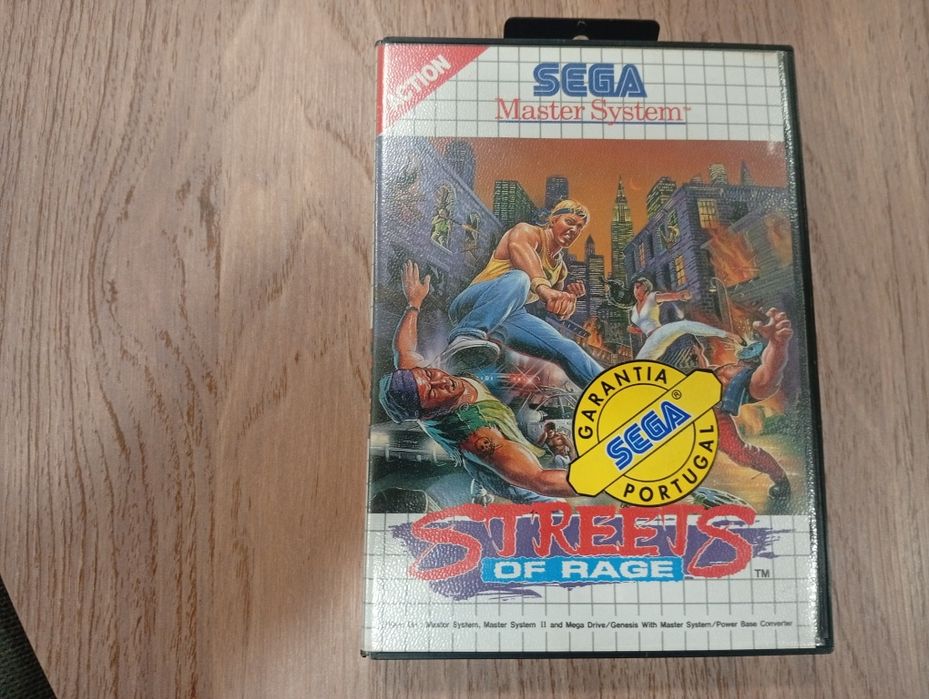 ACTION
SEGA
Master System™
GARANTIA
SEGA®
PORTUGAL
STREETS
OF RAGE
TM
Master System, Master System II and Mega Drive/Genesis With Master System/Power Base Converter